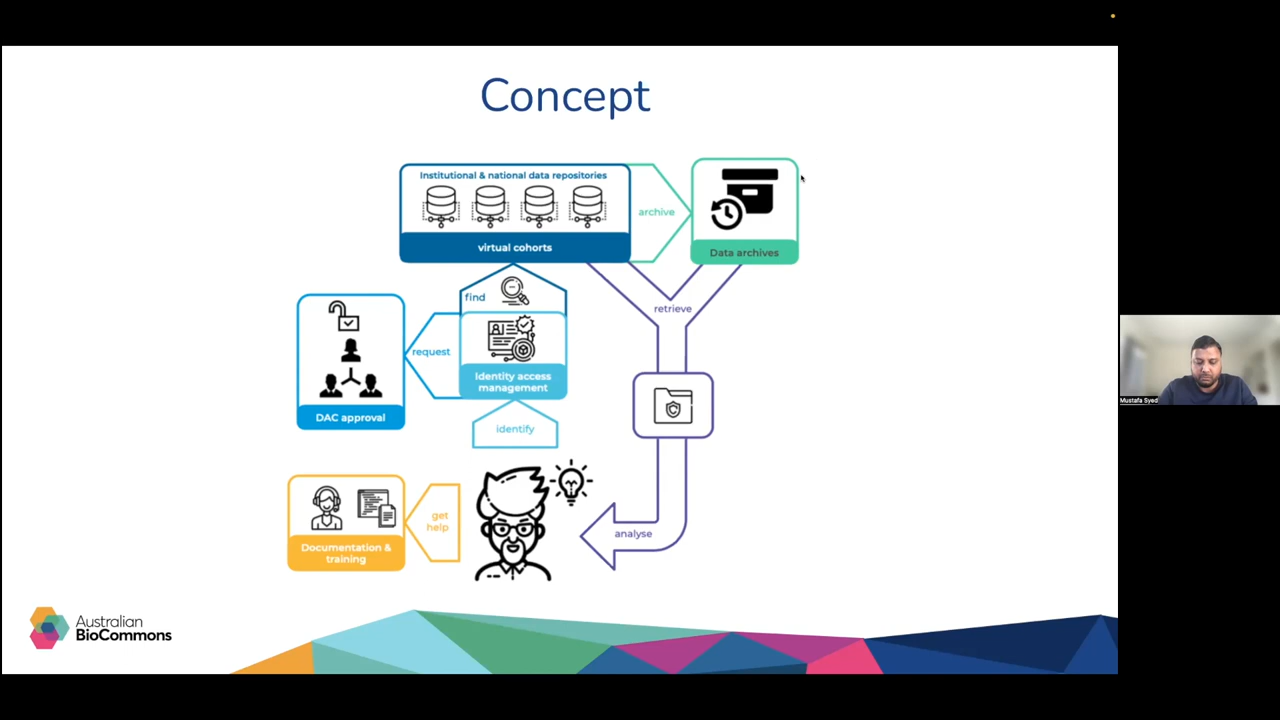 Concept
Institutional & national data repositories
virtual cohorts
archive
Data archives
find
retrieve
request
Identity access
management
DAC approval
identify
get
help
Documentation &
training
analyse
Australian
BioCommons
Mustafa Syed